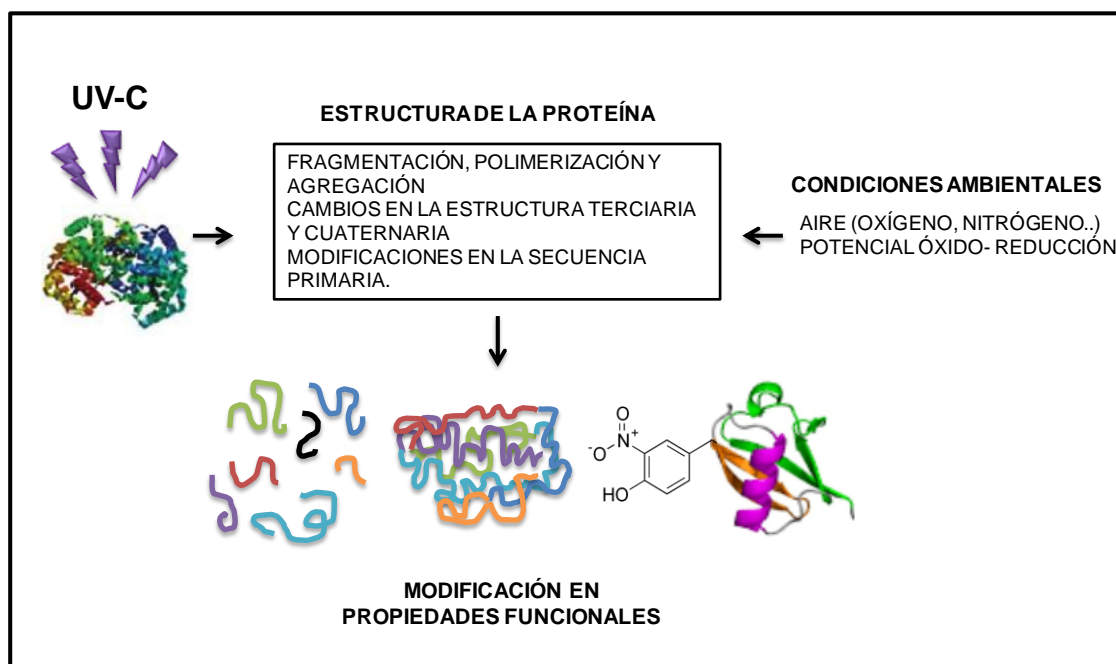 UV-C
ESTRUCTURA DE LA PROTEÍNA
FRAGMENTACIÓN, POLIMERIZACIÓN Y
AGREGACIÓN
CAMBIOS EN LA ESTRUCTURA TERCIARIA
Y CUATERNARIA
MODIFICACIONES EN LA SECUENCIA
PRIMARIA.
CONDICIONES AMBIENTALES
AIRE (OXÍGENO, NITRÓGENO..)
POTENCIAL ÓXIDO- REDUCCIÓN
O
-O N+
HO
MODIFICACIÓN EN
PROPIEDADES FUNCIONALES